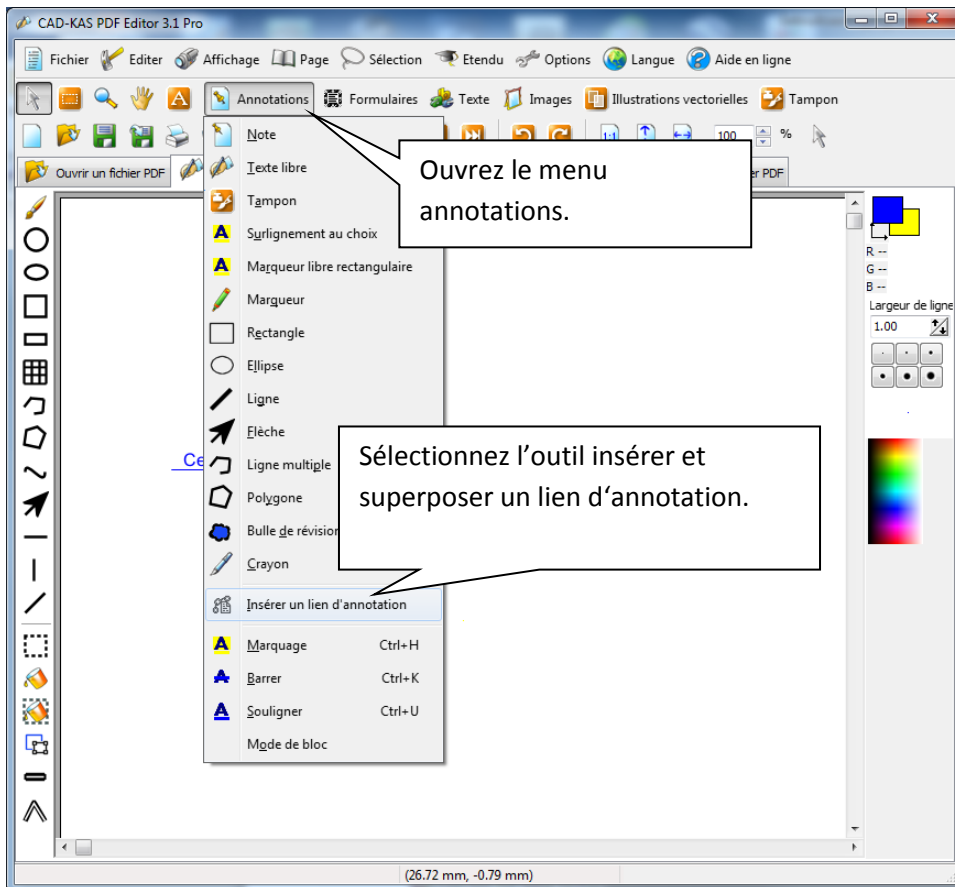 CAD-KAS PDF Editor 3.1 Pro
Fichier Editer Affichage Page Sélection Etendu Options Langue Aide en ligne
Annotations Formulaires Texte Images Illustrations vectorielles Tampon
1:1 100 %
Ouvrir un fichier PDF er PDF
Note
Texte libre
Tampon
Surlignement au choix
Marqueur libre rectangulaire
Marqueur
Rectangle
Ellipse
Ligne
Flèche
Ligne multiple
Polygone
Bulle de révision
Crayon
Insérer un lien d'annotation
Marquage Ctrl+H
Barrer Ctrl+K
Souligner Ctrl+U
Mode de bloc
Ouvrez le menu
annotations.
Sélectionnez l’outil insérer et
superposer un lien d‘annotation.
Ce
R --
G --
B --
Largeur de ligne
1.00
(26.72 mm, -0.79 mm)